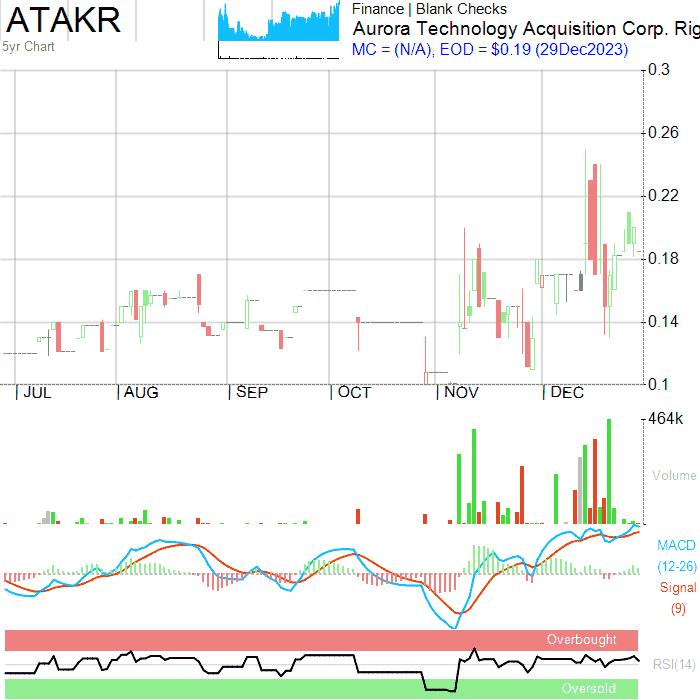 ATAKR
5yr Chart
Finance | Blank Checks
Aurora Technology Acquisition Corp. Rig
MC = (N/A), EOD = $0.19 (29Dec2023)
0.3
0.26
0.22
0.18
0.14
0.1
JUL AUG SEP OCT NOV DEC
464k
Volume
MACD
(12-26)
Signal
(9)
Overbought
RSI(14)
Oversold